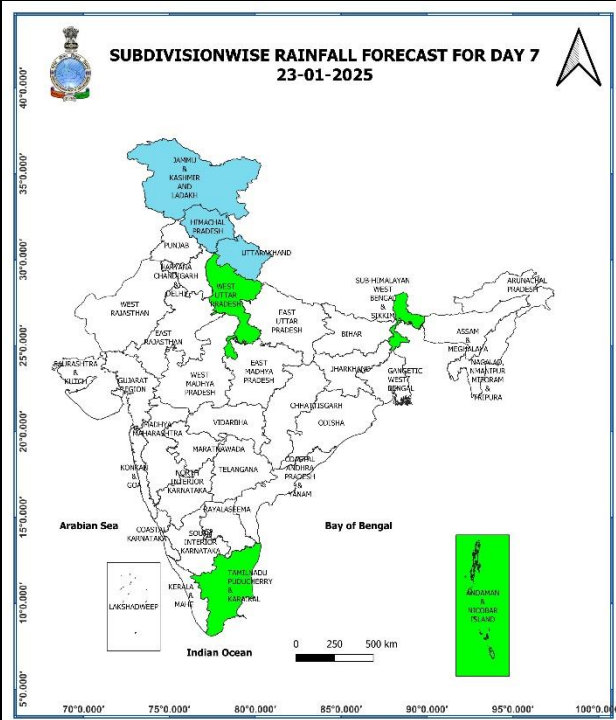 SUBDIVISIONWISE RAINFALL FORECAST FOR DAY 7
23-01-2025
40°0.000'
35°0.000'
30°0.000'
25°0.000'
20°0.000'
15°0.000'
10°0.000'
5°0.000'
JAMMU
&
KASHMIR
AND
LADAKH
HIMACHAL
PRADESH
PUNJAB
UTTARAKHAND
HARYANA
CHANDIGARH
&
DELHI
WEST
UTTAR
PRADESH
SUB-HIMALAYAN
WEST
BENGAL
&
SIKKIM
ARUNACHAL
PRADESH
WEST
RAJASTHAN
EAST
UTTAR
PRADESH
BIHAR
ASSAM
&
MEGHALAYA
EAST
RAJASTHAN
SAURASHTRA
&
KUTCH
GUJARAT
REGION
WEST
MADHYA
PRADESH
EAST
MADHYA
PRADESH
JHARKHAND
GANGETIC
WEST
BENGAL
MIZORAM
&
TRIPURA
CHHATTISGARH
MADHYA
MAHARASHTRA
VIDARBHA
ODISHA
MARATHWADA
KONKAN
&
GOA
TELANGANA
COASTAL
ANDHRA
PRADESH
&
YANAM
NORTH
INTERIOR
KARNATAKA
RAYALASEEMA
Arabian Sea
Bay of Bengal
COASTAL
KARNATAKA
SOUTH
INTERIOR
KARNATAKA
TAMILNADU
PUDUCHERRY
&
KARAIKAL
KERALA
&
MAHE
LAKSHADWEEP
ANDAMAN
&
NICOBAR
ISLAND
Indian Ocean
0 250 500 km
70°0.000' 75°0.000' 80°0.000' 85°0.000' 90°0.000' 95°0.000' 100°0.000'